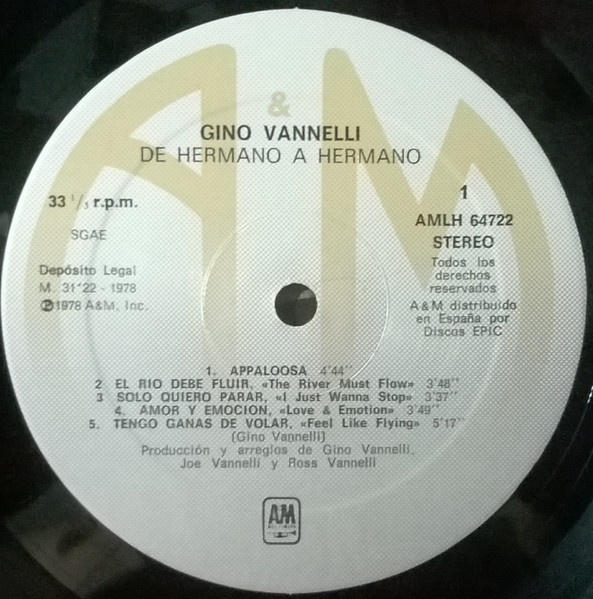 A & M
GINO VANNELLI
DE HERMANO A HERMANO
33 1/3 r.p.m.
SGAE
Depósito Legal
M. 31'22 - 1978
℗1978 A&M, Inc.
1
AMLH 64722
STEREO
Todos los
derechos
reservados
A & M distribuido
en España por
Discos EPIC
1. APPALOOSA 4'44''
2 EL RIO DEBE FLUIR, «The River Must Flow» 3'48''
3 SOLO QUIERO PARAR, «I Just Wanna Stop» 3'37''
4. AMOR Y EMOCION, «Love & Emotion» 3'49''
5. TENGO GANAS DE VOLAR, «Feel Like Flying» 5'17''
(Gino Vannelli)
Producción y arreglos de Gino Vannelli,
Joe Vannelli y Ross Vannelli
AM